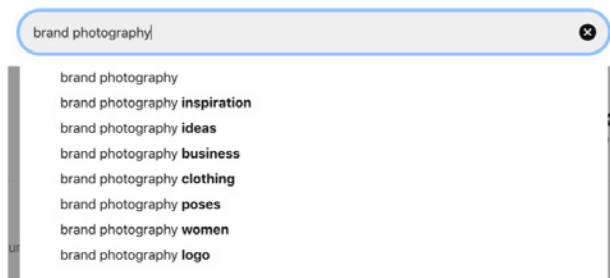 brand photography
brand photography
brand photography inspiration
brand photography ideas
brand photography business
brand photography clothing
brand photography poses
brand photography women
brand photography logo